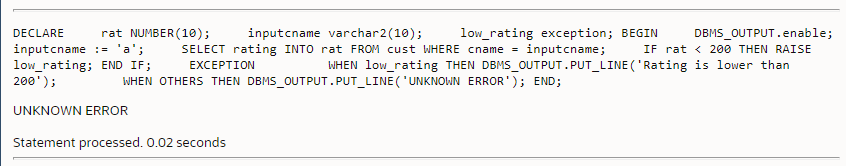 DECLARE     rat NUMBER(10);     inputcname varchar2(10);     low_rating exception; BEGIN     DBMS_OUTPUT.enable;
inputcname := 'a';     SELECT rating INTO rat FROM cust WHERE cname = inputcname;     IF rat < 200 THEN RAISE
low_rating; END IF;     EXCEPTION          WHEN low_rating THEN DBMS_OUTPUT.PUT_LINE('Rating is lower than
200');         WHEN OTHERS THEN DBMS_OUTPUT.PUT_LINE('UNKNOWN ERROR'); END;
UNKNOWN ERROR
Statement processed. 0.02 seconds